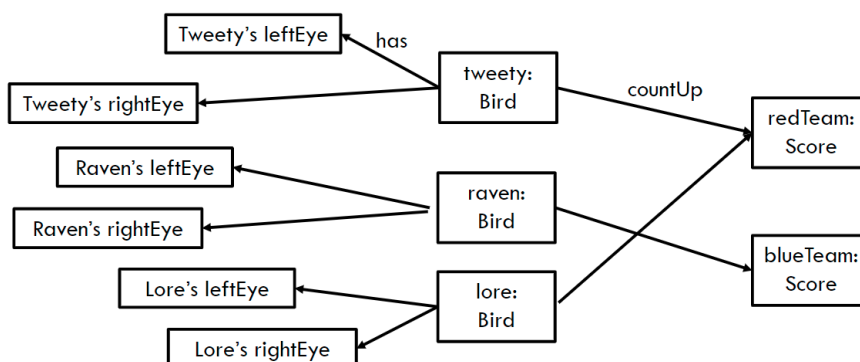 Tweety's leftEye
has
tweety:
Bird
countUp
Tweety's rightEye
redTeam:
Score
Raven's leftEye
raven:
Bird
Raven's rightEye
blueTeam:
Score
Lore's leftEye
lore:
Bird
Lore's rightEye